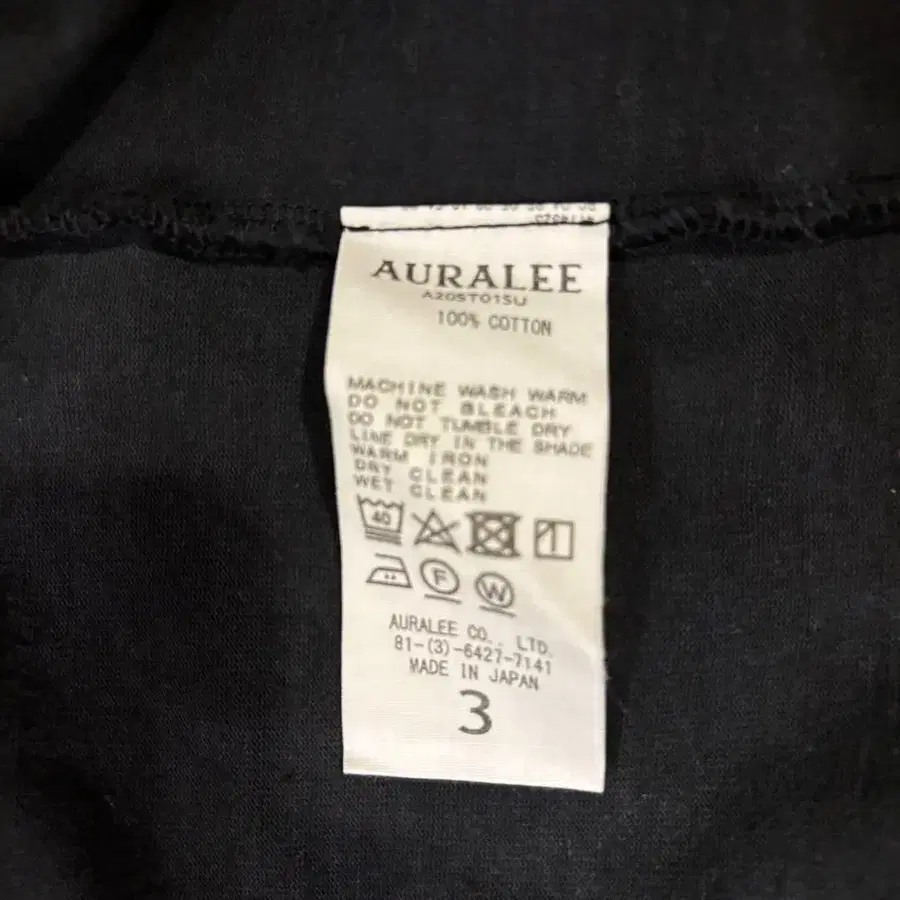 AURALEE
A20ST01SU
100% COTTON
MACHINE WASH WARM
DO NOT BLEACH
DO NOT TUMBLE DRY
LINE DRY IN THE SHADE
WARM IRON
DRY CLEAN
WET CLEAN
40
F
W
AURALEE CO., LTD.
81-(3)-6427-7141
MADE IN JAPAN
3